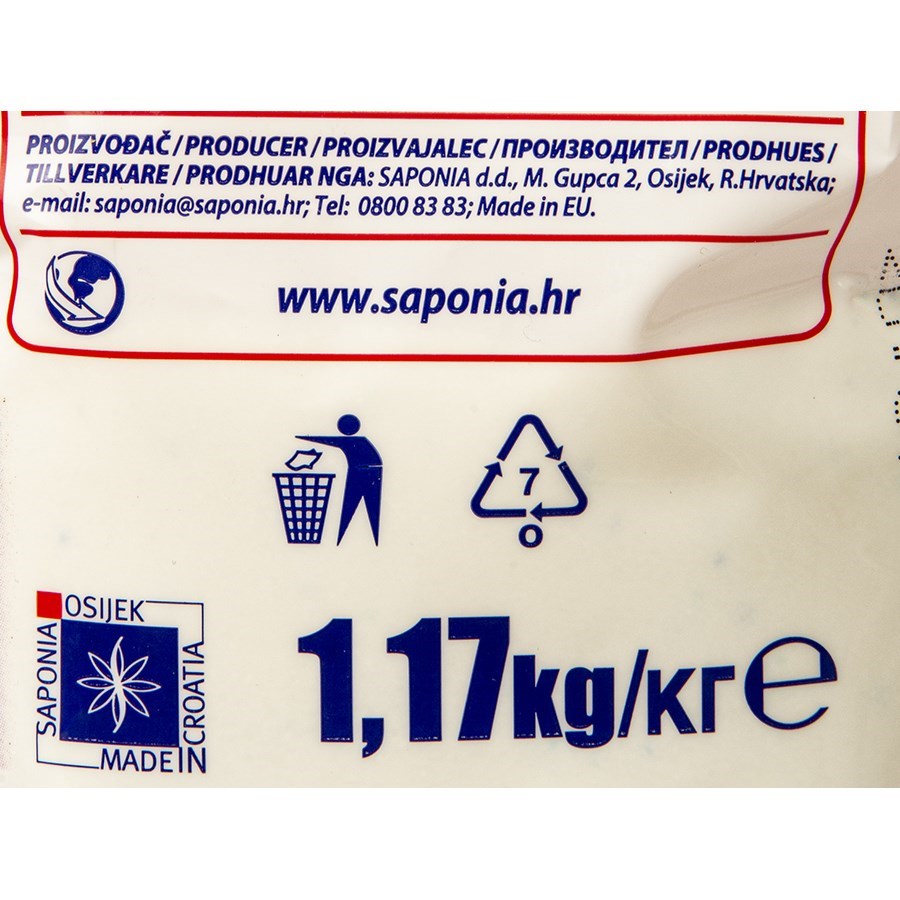 PROIZVOĐAČ / PRODUCER / PROIZVAJALEC / ПРОИЗВОДИТЕЛ / PRODHUES /
TILLVERKARE / PRODHUAR NGA: SAPONIA d.d., M. Gupca 2, Osijek, R.Hrvatska;
e-mail: saponia@saponia.hr; Tel: 0800 83 83; Made in EU.
www.saponia.hr
7
O
OSIJEK
SAPONIA
CROATIA
MADE IN
1,17kg/кг e